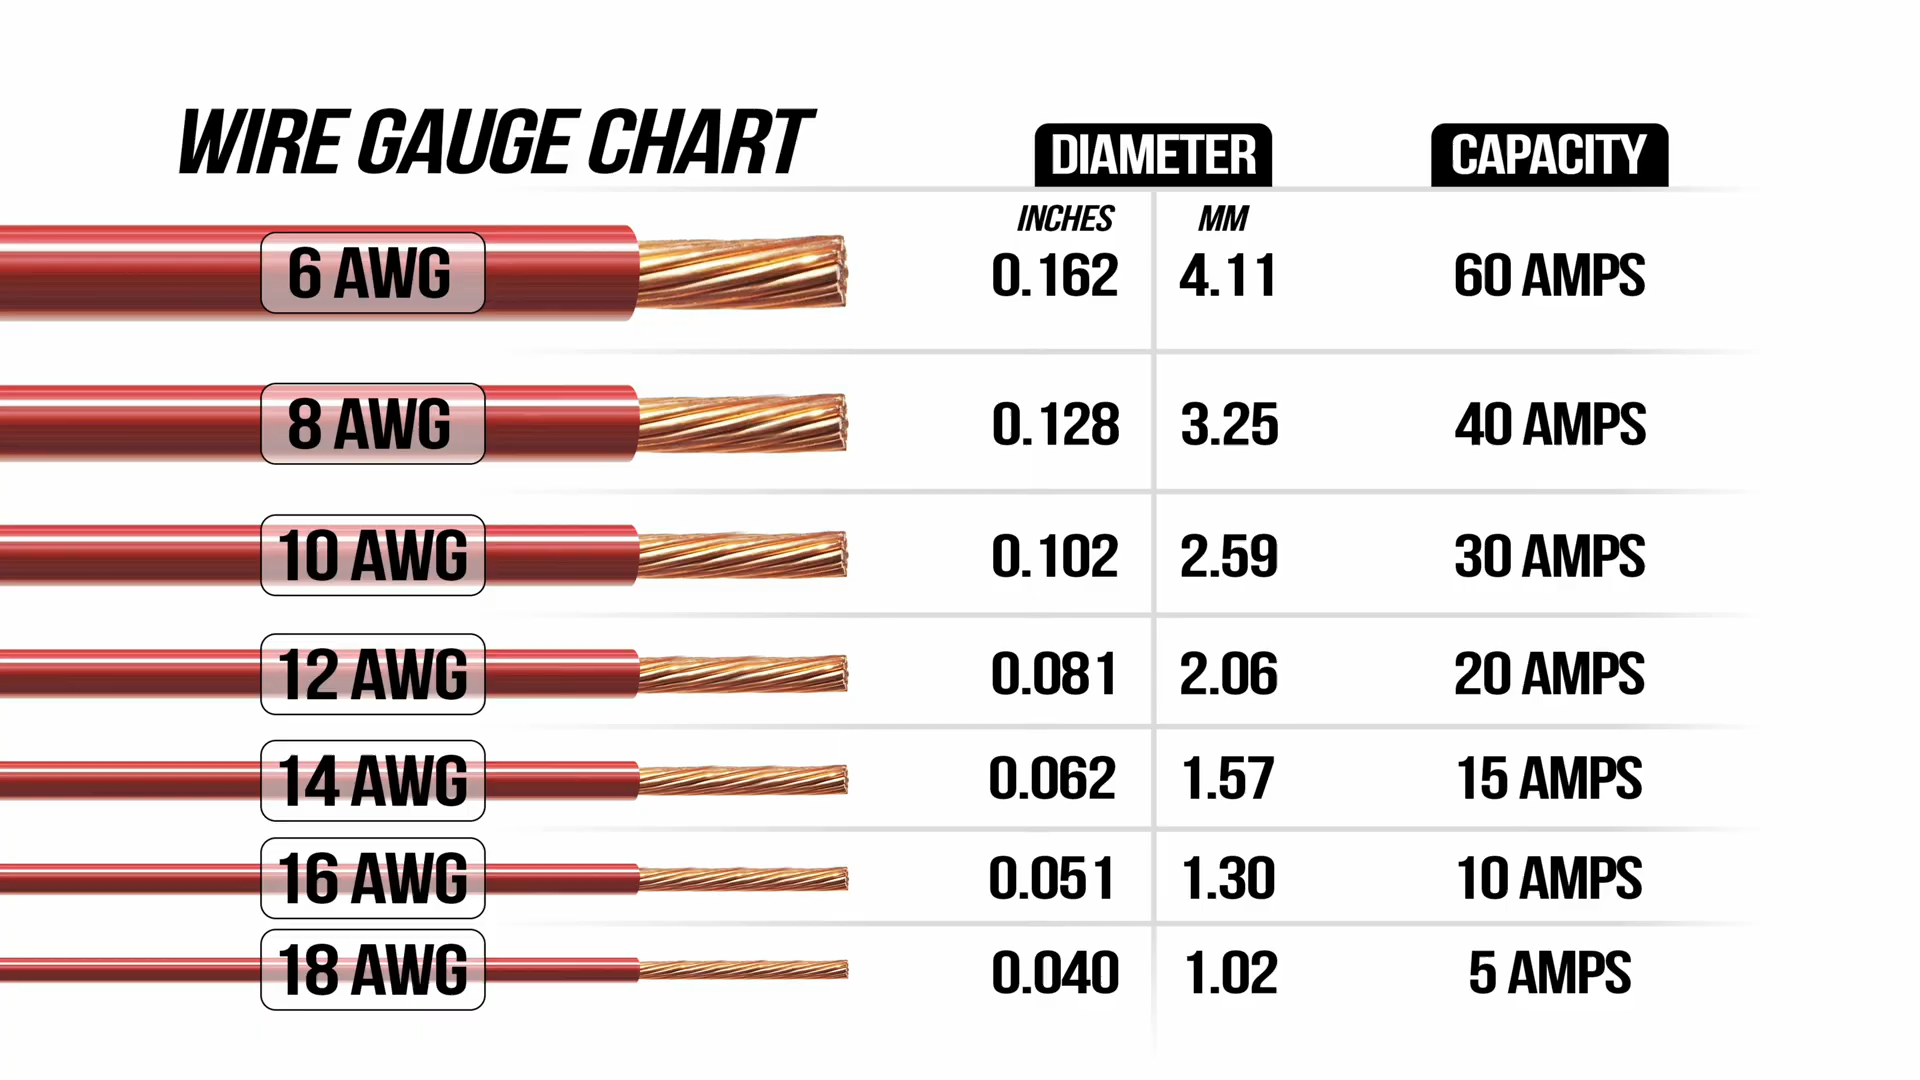 WIRE GAUGE CHART
DIAMETER CAPACITY
INCHES MM
6 AWG 0.162 4.11 60 AMPS
8 AWG 0.128 3.25 40 AMPS
10 AWG 0.102 2.59 30 AMPS
12 AWG 0.081 2.06 20 AMPS
14 AWG 0.062 1.57 15 AMPS
16 AWG 0.051 1.30 10 AMPS
18 AWG 0.040 1.02 5 AMPS